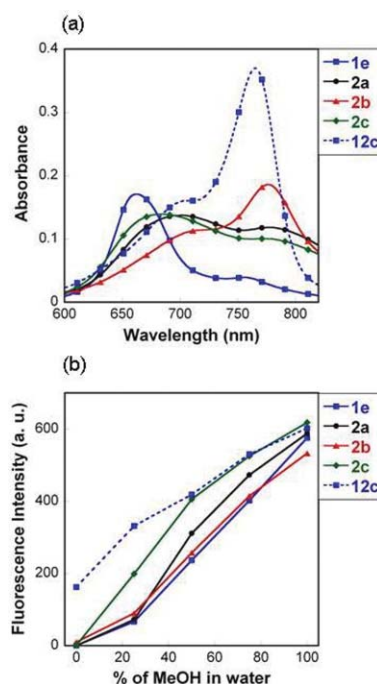 (a)
0.4
0.3
0.2
0.1
0
Absorbance
600 650 700 750 800
Wavelength (nm)
1e
2a
2b
2c
12c
(b)
600
400
200
0
Fluorescence Intensity (a. u.)
0 25 50 75 100
% of MeOH in water
1e
2a
2b
2c
12c